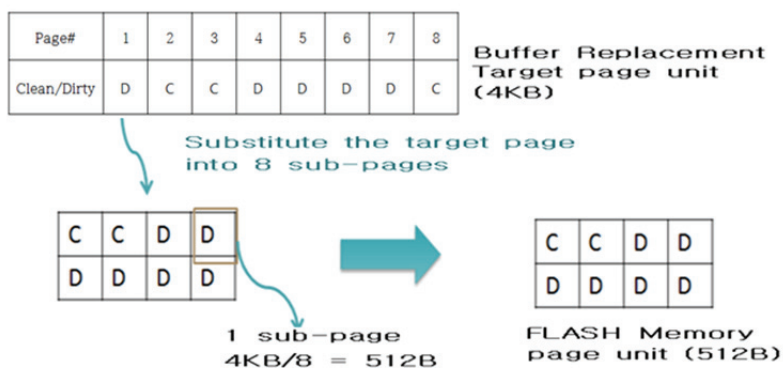 Page# 1 2 3 4 5 6 7 8
Clean/Dirty D C C D D D D C
Buffer Replacement
Target page unit
(4KB)
Substitute the target page
into 8 sub-pages
C C D D
D D D D
1 sub-page
4KB/8 = 512B
C C D D
D D D D
FLASH Memory
page unit (512B)